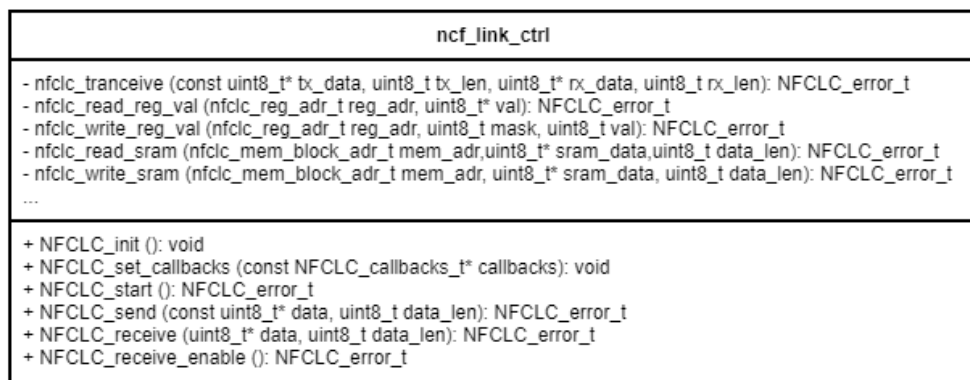 ncf_link_ctrl
- nfclc_tranceive (const uint8_t* tx_data, uint8_t tx_len, uint8_t* rx_data, uint8_t rx_len): NFCLC_error_t
- nfclc_read_reg_val (nfclc_reg_adr_t reg_adr, uint8_t* val): NFCLC_error_t
- nfclc_write_reg_val (nfclc_reg_adr_t reg_adr, uint8_t mask, uint8_t val): NFCLC_error_t
- nfclc_read_sram (nfclc_mem_block_adr_t mem_adr,uint8_t* sram_data,uint8_t data_len): NFCLC_error_t
- nfclc_write_sram (nfclc_mem_block_adr_t mem_adr, uint8_t* sram_data, uint8_t data_len): NFCLC_error_t
...
+ NFCLC_init (): void
+ NFCLC_set_callbacks (const NFCLC_callbacks_t* callbacks): void
+ NFCLC_start (): NFCLC_error_t
+ NFCLC_send (const uint8_t* data, uint8_t data_len): NFCLC_error_t
+ NFCLC_receive (uint8_t* data, uint8_t data_len): NFCLC_error_t
+ NFCLC_receive_enable (): NFCLC_error_t